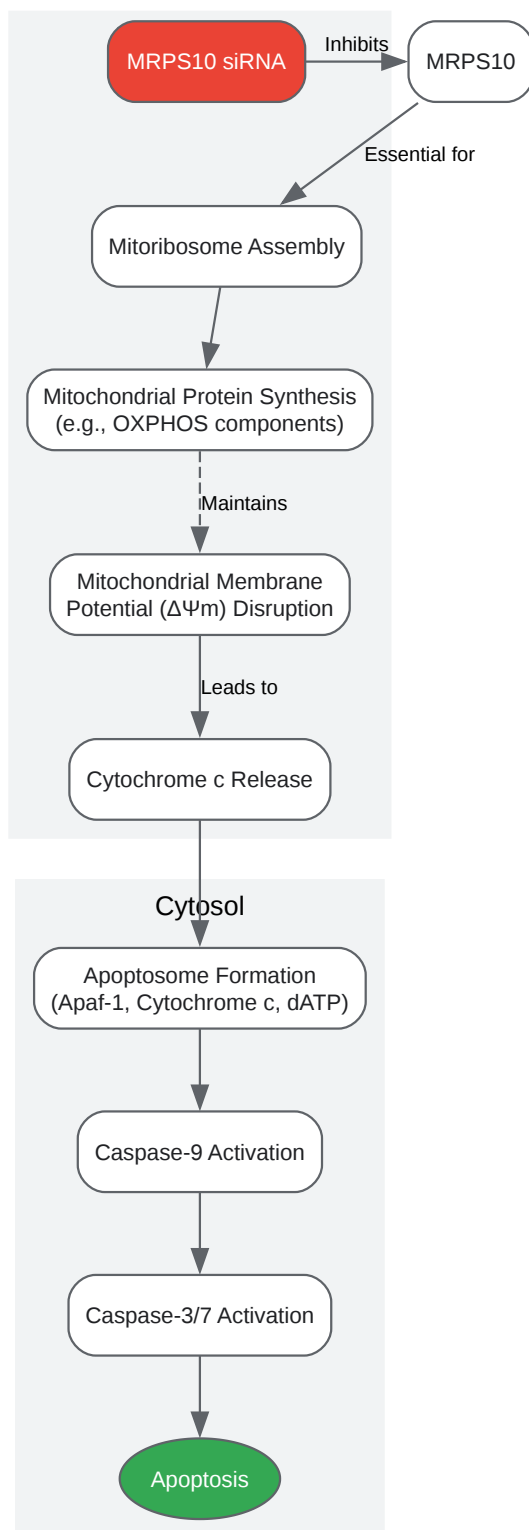 MRPS10 siRNA
Inhibits
MRPS10
Essential for
Mitoribosome Assembly
Mitochondrial Protein Synthesis
(e.g., OXPHOS components)
Maintains
Mitochondrial Membrane
Potential (ΔΨm) Disruption
Leads to
Cytochrome c Release
Cytosol
Apoptosome Formation
(Apaf-1, Cytochrome c, dATP)
Caspase-9 Activation
Caspase-3/7 Activation
Apoptosis